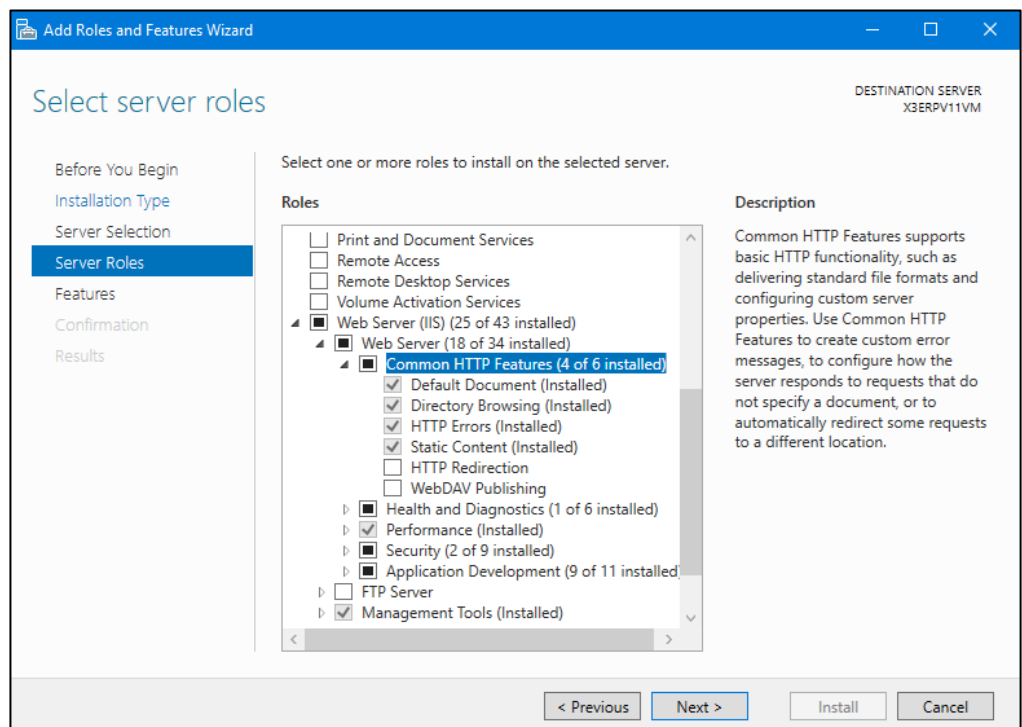 Add Roles and Features Wizard
Select server roles
DESTINATION SERVER
X3ERPV11VM
Before You Begin
Installation Type
Server Selection
Server Roles
Features
Confirmation
Results
Select one or more roles to install on the selected server.
Roles
Print and Document Services
Remote Access
Remote Desktop Services
Volume Activation Services
Web Server (IIS) (25 of 43 installed)
Web Server (18 of 34 installed)
Common HTTP Features (4 of 6 installed)
Default Document (Installed)
Directory Browsing (Installed)
HTTP Errors (Installed)
Static Content (Installed)
HTTP Redirection
WebDAV Publishing
Health and Diagnostics (1 of 6 installed)
Performance (Installed)
Security (2 of 9 installed)
Application Development (9 of 11 installed
FTP Server
Management Tools (Installed)
Description
Common HTTP Features supports
basic HTTP functionality, such as
delivering standard file formats and
configuring custom server
properties. Use Common HTTP
Features to create custom error
messages, to configure how the
server responds to requests that do
not specify a document, or to
automatically redirect some requests
to a different location.
< Previous
Next >
Install
Cancel